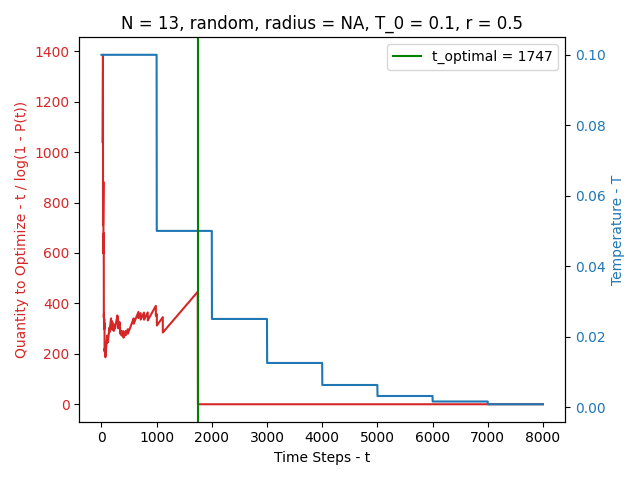 N = 13, random, radius = NA, T_0 = 0.1, r = 0.5
t_optimal = 1747
Quantity to Optimize - t / log(1 - P(t))
1400
1200
1000
800
600
400
200
0
0.10
0.08
0.06
0.04
0.02
0.00
Temperature - T
0 1000 2000 3000 4000 5000 6000 7000 8000
Time Steps - t